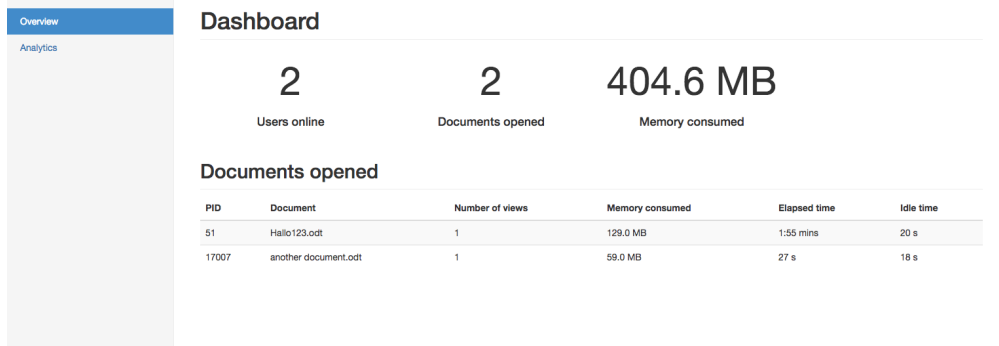 Overview
Analytics
Dashboard
2 2 404.6 MB
Users online Documents opened Memory consumed
Documents opened
PID Document Number of views Memory consumed Elapsed time Idle time
51 Hallo123.odt 1 129.0 MB 1:55 mins 20 s
17007 another document.odt 1 59.0 MB 27 s 18 s